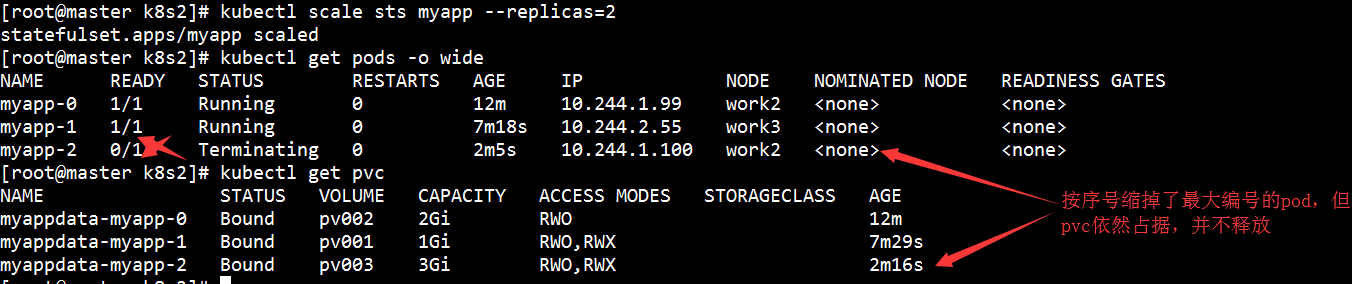 [root@master k8s2]# kubectl scale sts myapp --replicas=2
statefulset.apps/myapp scaled
[root@master k8s2]# kubectl get pods -o wide
NAME READY STATUS RESTARTS AGE IP NODE NOMINATED NODE READINESS GATES
myapp-0 1/1 Running 0 12m 10.244.1.99 work2 <none> <none>
myapp-1 1/1 Running 0 7m18s 10.244.2.55 work3 <none> <none>
myapp-2 0/1 Terminating 0 2m5s 10.244.1.100 work2 <none> <none>
[root@master k8s2]# kubectl get pvc
NAME STATUS VOLUME CAPACITY ACCESS MODES STORAGECLASS AGE
myappdata-myapp-0 Bound pv002 2Gi RWO 12m
myappdata-myapp-1 Bound pv001 1Gi RWO,RWX 7m29s
myappdata-myapp-2 Bound pv003 3Gi RWO,RWX 2m16s
按序号缩掉了最大编号的pod，但
pvc依然占据，并不释放
[root@master k8s2]#